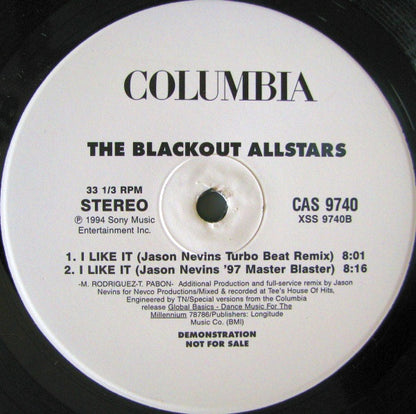 COLUMBIA
THE BLACKOUT ALLSTARS
33 1/3 RPM
STEREO
℗ 1994 Sony Music
Entertainment Inc.
CAS 9740
XSS 9740B
1. I LIKE IT (Jason Nevins Turbo Beat Remix) 8:01
2. I LIKE IT (Jason Nevins '97 Master Blaster) 8:16
-M. RODRIGUEZ-T. PABON- Additional Production and full-service remix by Jason
Nevins for Nevco Productions/Mixed & recorded at Tee's House Of Hits,
Engineered by TN/Special versions from the Columbia
release Global Basics - Dance Music For The
Millennium 78786/Publishers: Longitude
Music Co. (BMI)
DEMONSTRATION
NOT FOR SALE